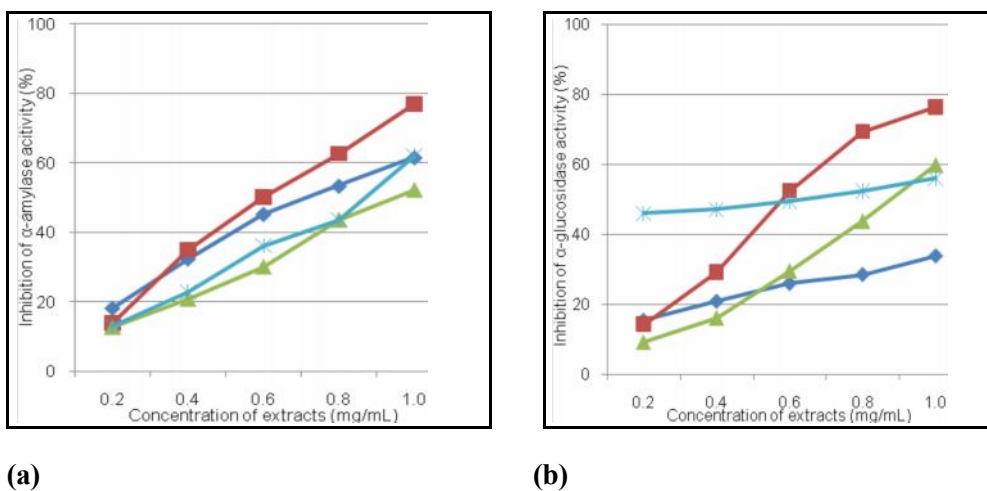 100
80
60
40
20
0
Inhibition of α-amylase acitivity (%)
0.2 0.4 0.6 0.8 1.0
Concentration of extracts (mg/mL)
(a)
100
80
60
40
20
0
Inhibition of α-glucosidase activity (%)
0.2 0.4 0.6 0.8 1.0
Concentration of extracts (mg/mL)
(b)